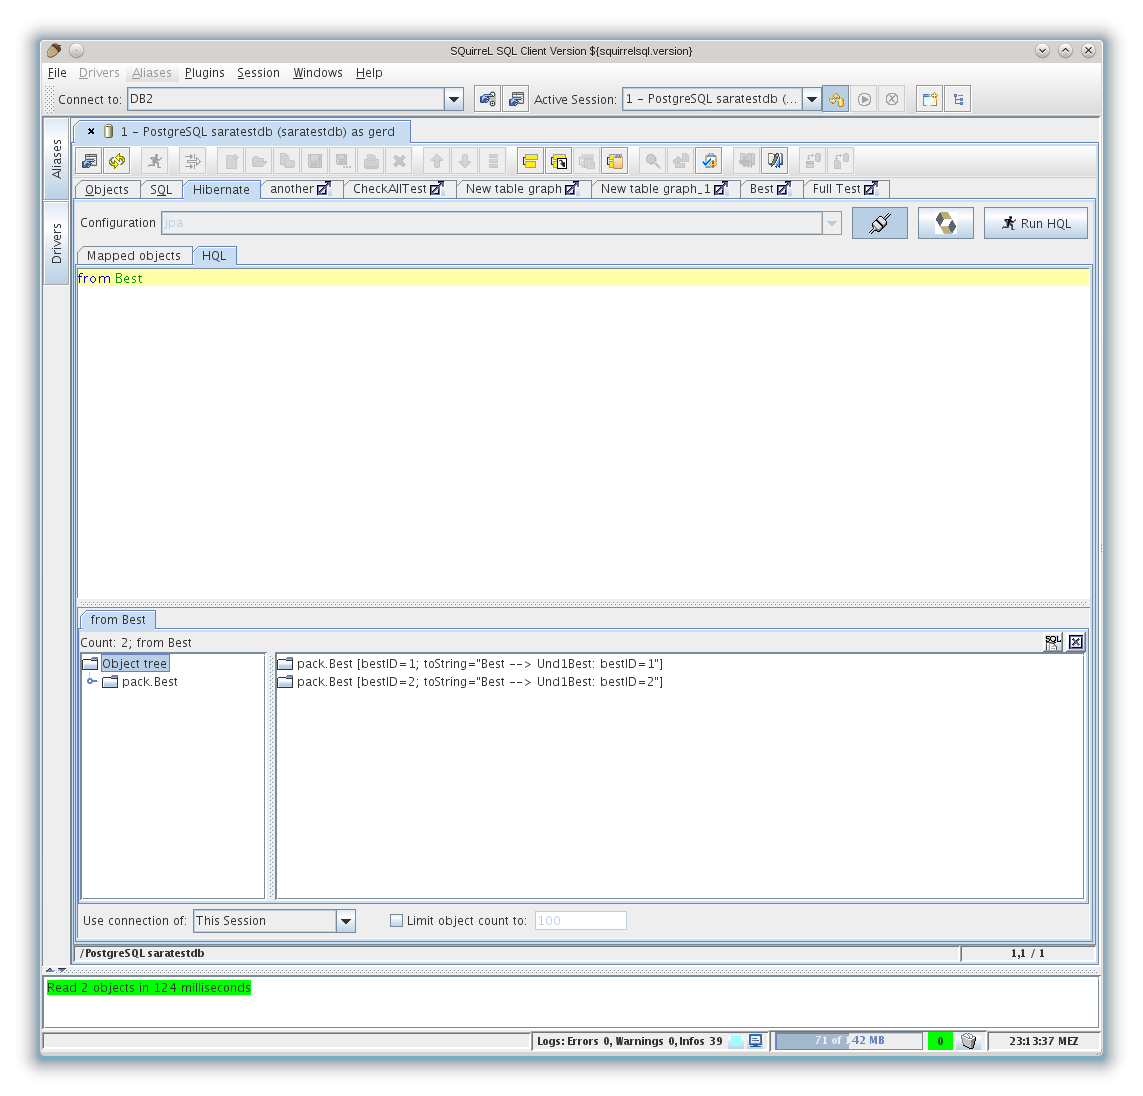 SQuirreL SQL Client Version ${squirrelsql.version}
File Drivers Aliases Plugins Session Windows Help
Connect to: DB2 Active Session: 1 – PostgreSQL saratestdb (...
1 – PostgreSQL saratestdb (saratestdb) as gerd
Aliases
Drivers
Objects SQL Hibernate another CheckAllTest New table graph New table graph_1 Best Full Test
Configuration jpa Run HQL
Mapped objects HQL
from Best
from Best
Count: 2; from Best SQL
Object tree
pack.Best
pack.Best [bestID=1; toString="Best --> Und1Best: bestID=1"]
pack.Best [bestID=2; toString="Best --> Und1Best: bestID=2"]
Use connection of: This Session Limit object count to: 100
/PostgreSQL saratestdb 1,1 / 1
Read 2 objects in 124 milliseconds
Logs: Errors 0, Warnings 0, Infos 39 71 of 142 MB 0 23:13:37 MEZ